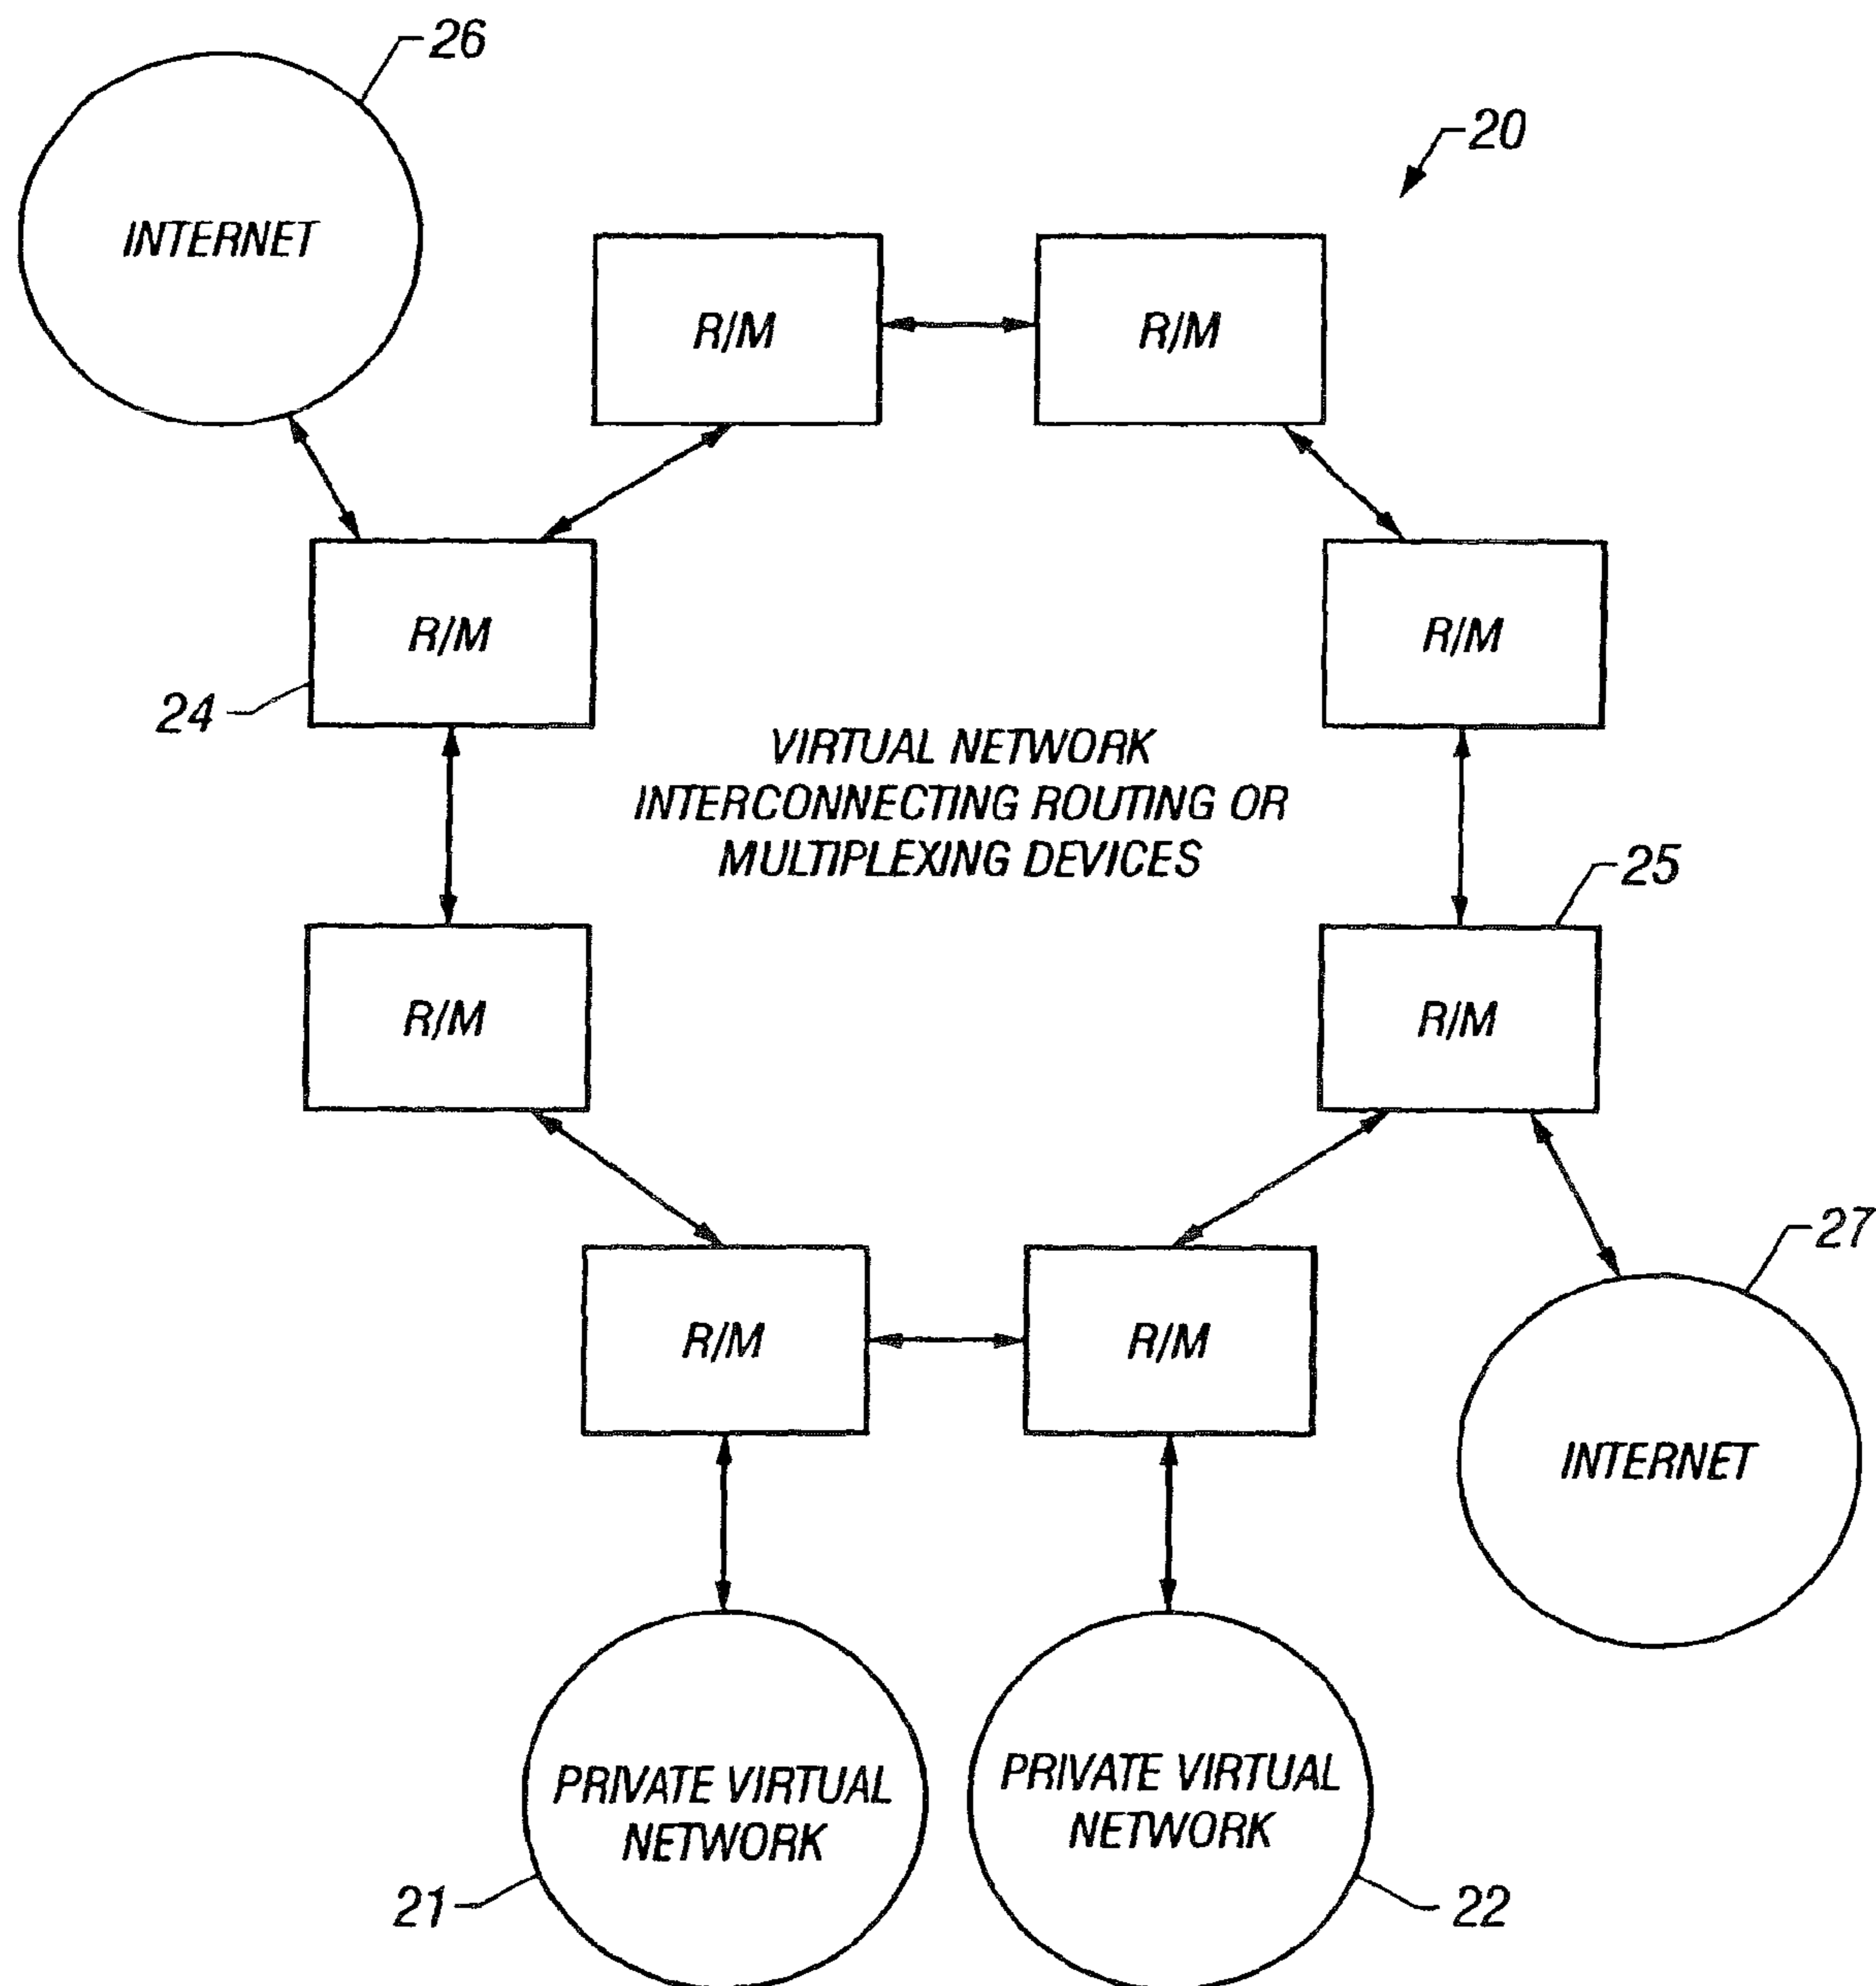 26
20
INTERNET
R/M
R/M
R/M
R/M
24
VIRTUAL NETWORK
INTERCONNECTING ROUTING OR
MULTIPLEXING DEVICES
25
R/M
R/M
27
R/M
R/M
INTERNET
PRIVATE VIRTUAL
NETWORK
PRIVATE VIRTUAL
NETWORK
21
22